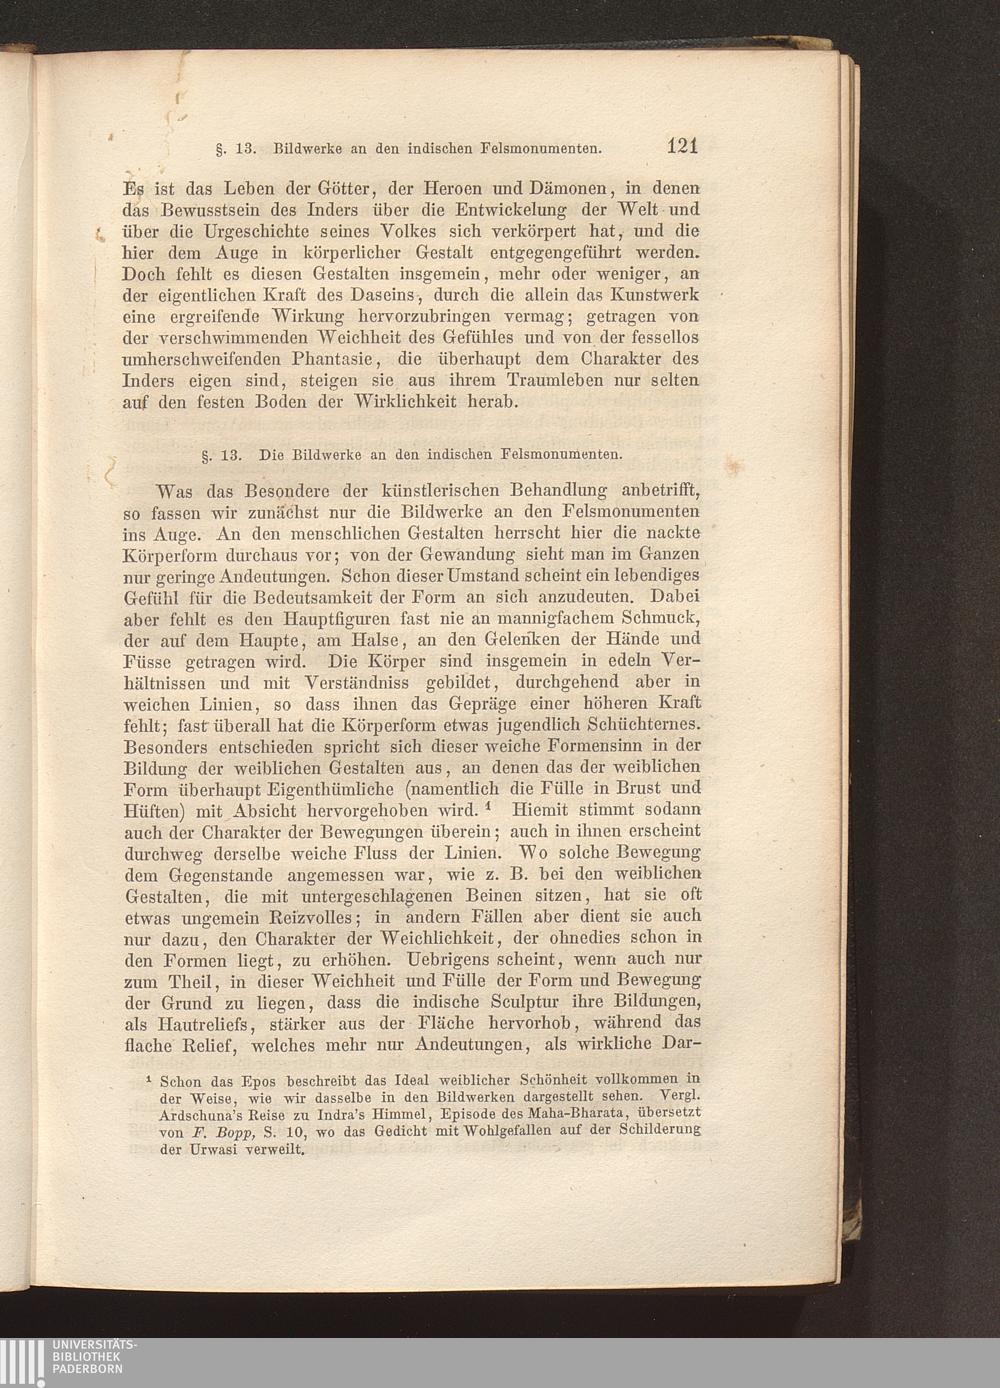 §. 13. Bildwerke an den indischen Felsmonumenten. 121
Es ist das Leben der Götter, der Heroen und Dämonen, in denen
das Bewusstsein des Inders über die Entwickelung der Welt und
über die Urgeschichte seines Volkes sich verkörpert hat, und die
hier dem Auge in körperlicher Gestalt entgegengeführt werden.
Doch fehlt es diesen Gestalten insgemein, mehr oder weniger, an
der eigentlichen Kraft des Daseins, durch die allein das Kunstwerk
eine ergreifende Wirkung hervorzubringen vermag; getragen von
der verschwimmenden Weichheit des Gefühles und von der fessellos
umherschweifenden Phantasie, die überhaupt dem Charakter des
Inders eigen sind, steigen sie aus ihrem Traumleben nur selten
auf den festen Boden der Wirklichkeit herab.
§. 13. Die Bildwerke an den indischen Felsmonumenten.
Was das Besondere der künstlerischen Behandlung anbetrifft,
so fassen wir zunächst nur die Bildwerke an den Felsmonumenten
ins Auge. An den menschlichen Gestalten herrscht hier die nackte
Körperform durchaus vor; von der Gewandung sieht man im Ganzen
nur geringe Andeutungen. Schon dieser Umstand scheint ein lebendiges
Gefühl für die Bedeutsamkeit der Form an sich anzudeuten. Dabei
aber fehlt es den Hauptfiguren fast nie an mannigfachem Schmuck,
der auf dem Haupte, am Halse, an den Gelenken der Hände und
Füsse getragen wird. Die Körper sind insgemein in edeln Ver-
hältnissen und mit Verständniss gebildet, durchgehend aber in
weichen Linien, so dass ihnen das Gepräge einer höheren Kraft
fehlt; fast überall hat die Körperform etwas jugendlich Schüchternes.
Besonders entschieden spricht sich dieser weiche Formensinn in der
Bildung der weiblichen Gestalten aus, an denen das der weiblichen
Form überhaupt Eigenthümliche (namentlich die Fülle in Brust und
Hüften) mit Absicht hervorgehoben wird. ¹ Hiemit stimmt sodann
auch der Charakter der Bewegungen überein; auch in ihnen erscheint
durchweg derselbe weiche Fluss der Linien. Wo solche Bewegung
dem Gegenstande angemessen war, wie z. B. bei den weiblichen
Gestalten, die mit untergeschlagenen Beinen sitzen, hat sie oft
etwas ungemein Reizvolles; in andern Fällen aber dient sie auch
nur dazu, den Charakter der Weichlichkeit, der ohnedies schon in
den Formen liegt, zu erhöhen. Uebrigens scheint, wenn auch nur
zum Theil, in dieser Weichheit und Fülle der Form und Bewegung
der Grund zu liegen, dass die indische Sculptur ihre Bildungen,
als Hautreliefs, stärker aus der Fläche hervorhob, während das
flache Relief, welches mehr nur Andeutungen, als wirkliche Dar-
¹ Schon das Epos beschreibt das Ideal weiblicher Schönheit vollkommen in
der Weise, wie wir dasselbe in den Bildwerken dargestellt sehen. Vergl.
Ardschuna's Reise zu Indra's Himmel, Episode des Maha-Bharata, übersetzt
von F. Bopp, S. 10, wo das Gedicht mit Wohlgefallen auf der Schilderung
der Urwasi verweilt.
UNIVERSITÄTS-
BIBLIOTHEK
PADERBORN